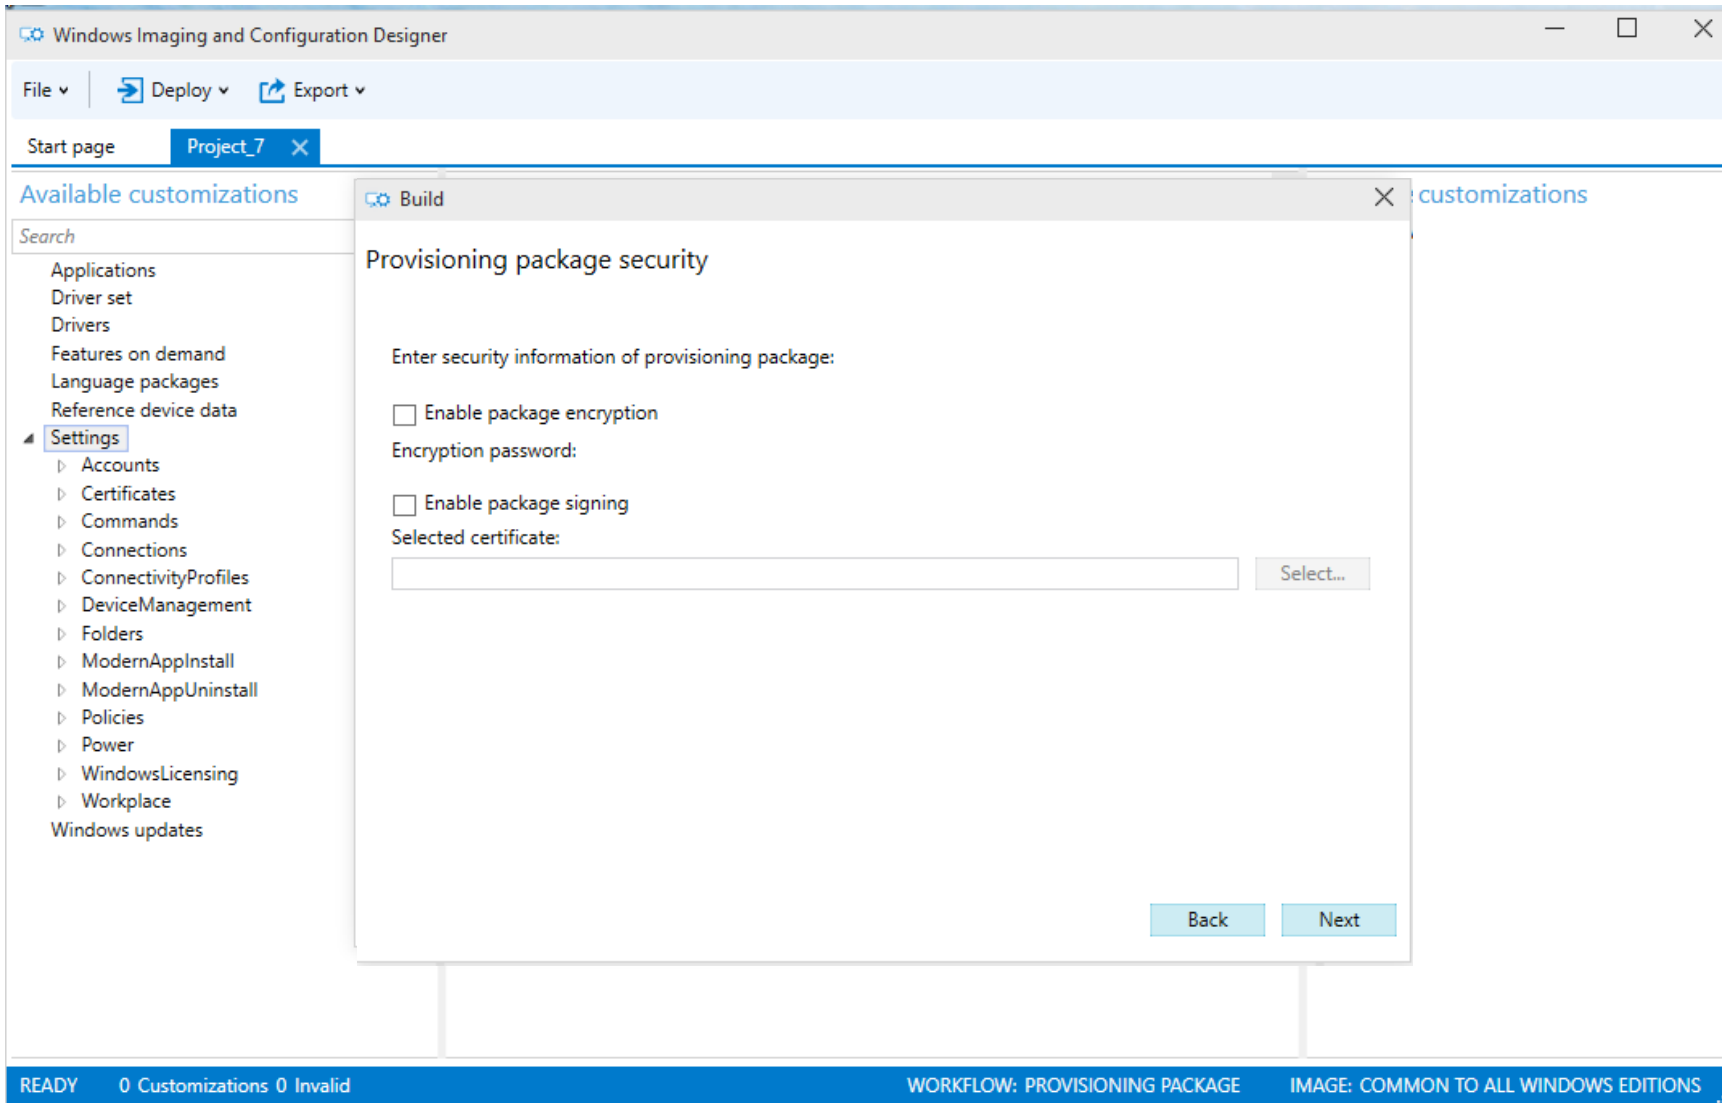 Windows Imaging and Configuration Designer
File Deploy Export
Start page Project_7
Available customizations
Search
Applications
Driver set
Drivers
Features on demand
Language packages
Reference device data
Settings
Accounts
Certificates
Commands
Connections
ConnectivityProfiles
DeviceManagement
Folders
ModernAppInstall
ModernAppUninstall
Policies
Power
WindowsLicensing
Workplace
Windows updates
Build
Provisioning package security
Enter security information of provisioning package:
Enable package encryption
Encryption password:
Enable package signing
Selected certificate:
Select...
Back Next
customizations
READY 0 Customizations 0 Invalid WORKFLOW: PROVISIONING PACKAGE IMAGE: COMMON TO ALL WINDOWS EDITIONS